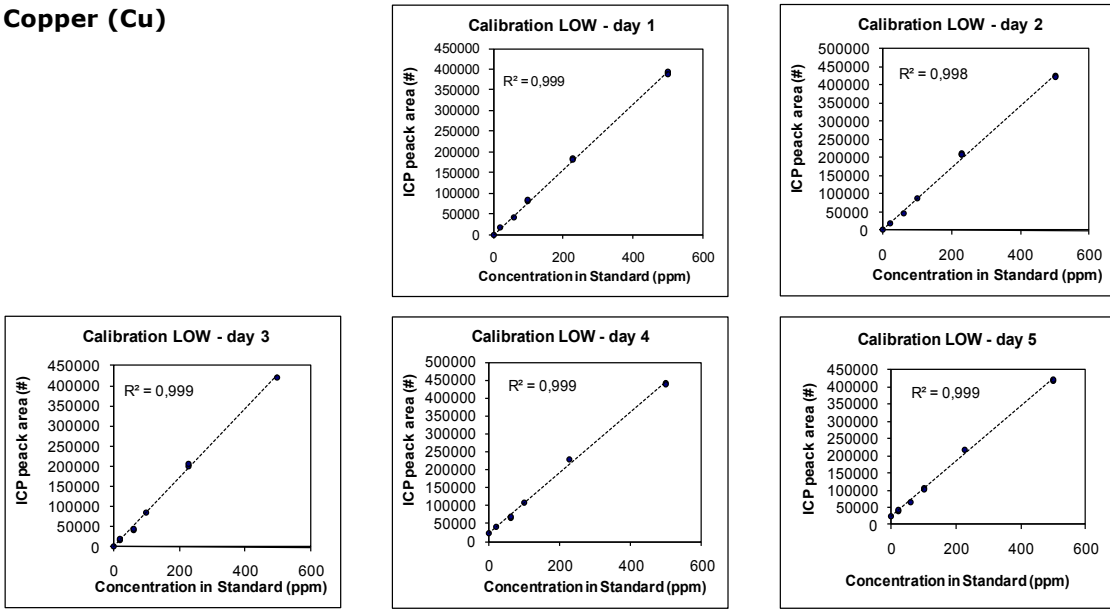 Copper (Cu)
Calibration LOW - day 1
ICP peack area (#)
450000
400000
350000
300000
250000
200000
150000
100000
50000
0
R² = 0,999
0 200 400 600
Concentration in Standard (ppm)
Calibration LOW - day 2
ICP peack area (#)
500000
450000
400000
350000
300000
250000
200000
150000
100000
50000
0
R² = 0,998
0 200 400 600
Concentration in Standard (ppm)
Calibration LOW - day 3
ICP peack area (#)
450000
400000
350000
300000
250000
200000
150000
100000
50000
0
R² = 0,999
0 200 400 600
Concentration in Standard (ppm)
Calibration LOW - day 4
ICP peack area (#)
500000
450000
400000
350000
300000
250000
200000
150000
100000
50000
0
R² = 0,999
0 200 400 600
Concentration in Standard (ppm)
Calibration LOW - day 5
ICP peack area (#)
450000
400000
350000
300000
250000
200000
150000
100000
50000
0
R² = 0,999
0 200 400 600
Concentration in Standard (ppm)